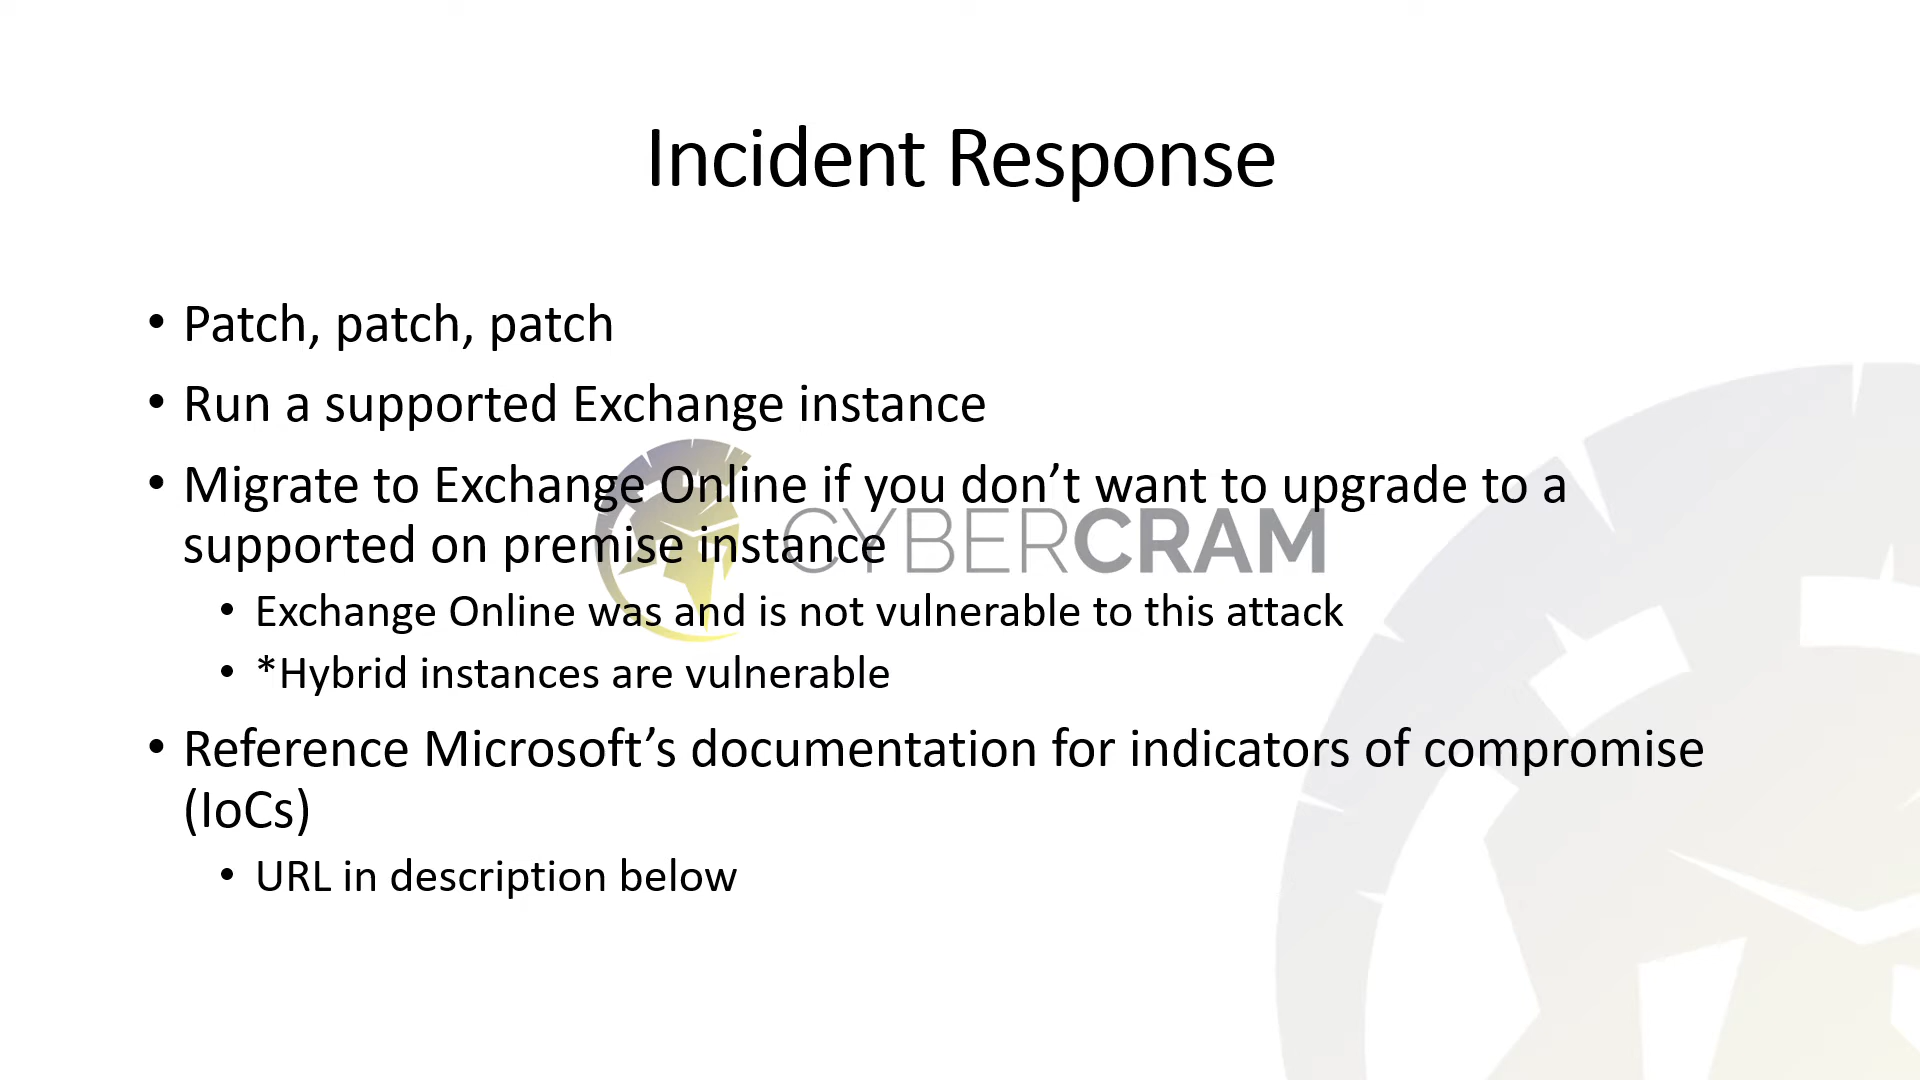 Incident Response
• Patch, patch, patch
• Run a supported Exchange instance
• Migrate to Exchange Online if you don’t want to upgrade to a
supported on premise instance
CYBERCRAM
• Exchange Online was and is not vulnerable to this attack
• *Hybrid instances are vulnerable
• Reference Microsoft’s documentation for indicators of compromise
(IoCs)
• URL in description below